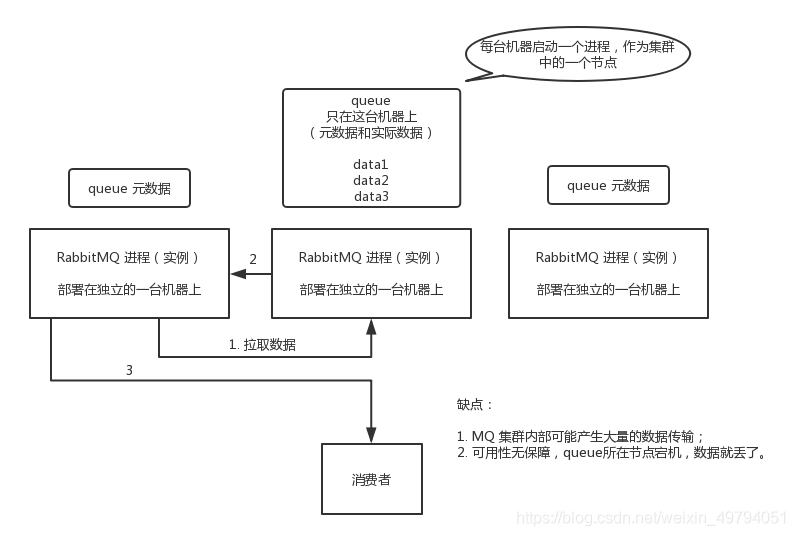 每台机器启动一个进程，作为集群
中的一个节点
queue
只在这台机器上
（元数据和实际数据）
data1
data2
data3
queue 元数据
queue 元数据
RabbitMQ 进程（实例）
部署在独立的一台机器上
2
RabbitMQ 进程（实例）
部署在独立的一台机器上
RabbitMQ 进程（实例）
部署在独立的一台机器上
1. 拉取数据
3
缺点：
1. MQ 集群内部可能产生大量的数据传输；
2. 可用性无保障，queue所在节点宕机，数据就丢了。
消费者
https://blog.csdn.net/weixin_49794051